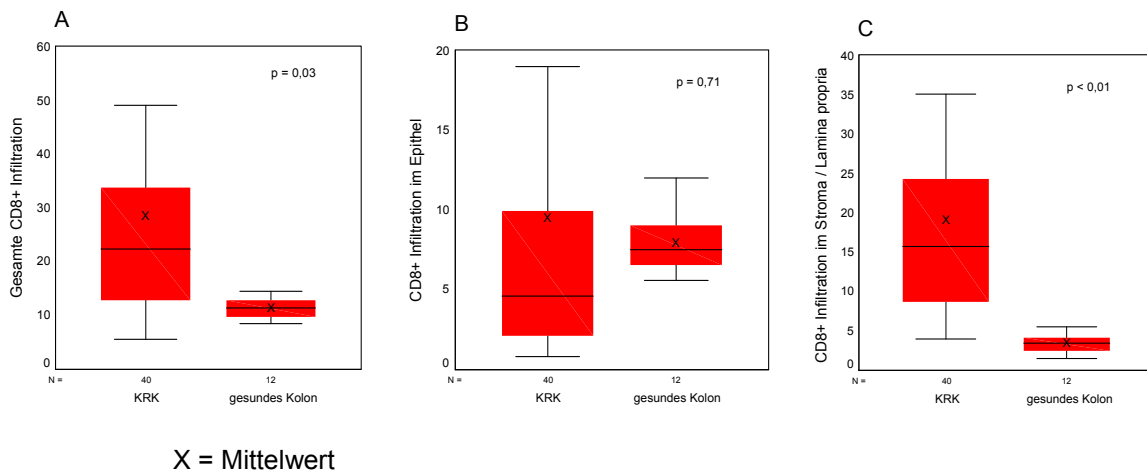 A
Gesamte CD8+ Infiltration
60
50
40
30
20
10
0
p = 0,03
X
X
N =
40
12
KRK
gesundes Kolon
B
CD8+ Infiltration im Epithel
20
15
10
5
0
p = 0,71
X
X
N =
40
12
KRK
gesundes Kolon
C
CD8+ Infiltration im Stroma / Lamina propria
40
35
30
25
20
15
10
5
0
p < 0,01
X
X
N =
40
12
KRK
gesundes Kolon
X = Mittelwert